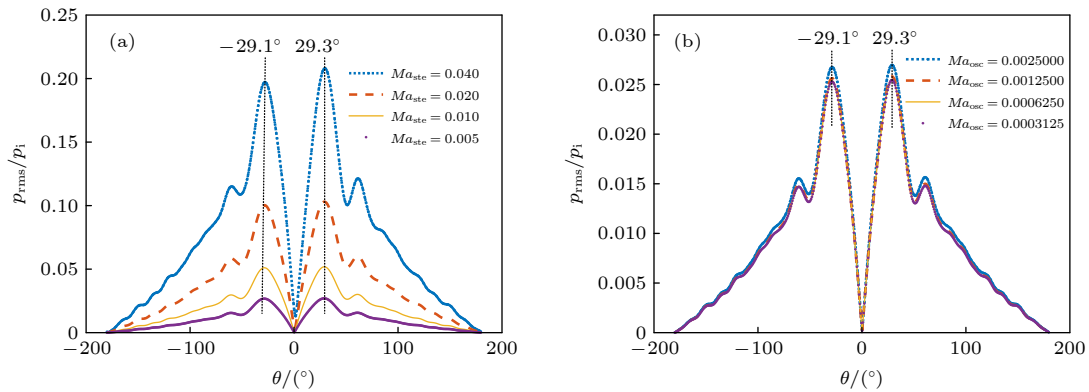 (a)
−29.1° 29.3°
Ma_ste = 0.040
Ma_ste = 0.020
Ma_ste = 0.010
Ma_ste = 0.005
p_rms/p_i
0.25
0.20
0.15
0.10
0.05
0
−200 −100 0 100 200
θ/(°)
(b)
−29.1° 29.3°
Ma_osc = 0.0025000
Ma_osc = 0.0012500
Ma_osc = 0.0006250
Ma_osc = 0.0003125
p_rms/p_i
0.030
0.025
0.020
0.015
0.010
0.005
0
−200 −100 0 100 200
θ/(°)